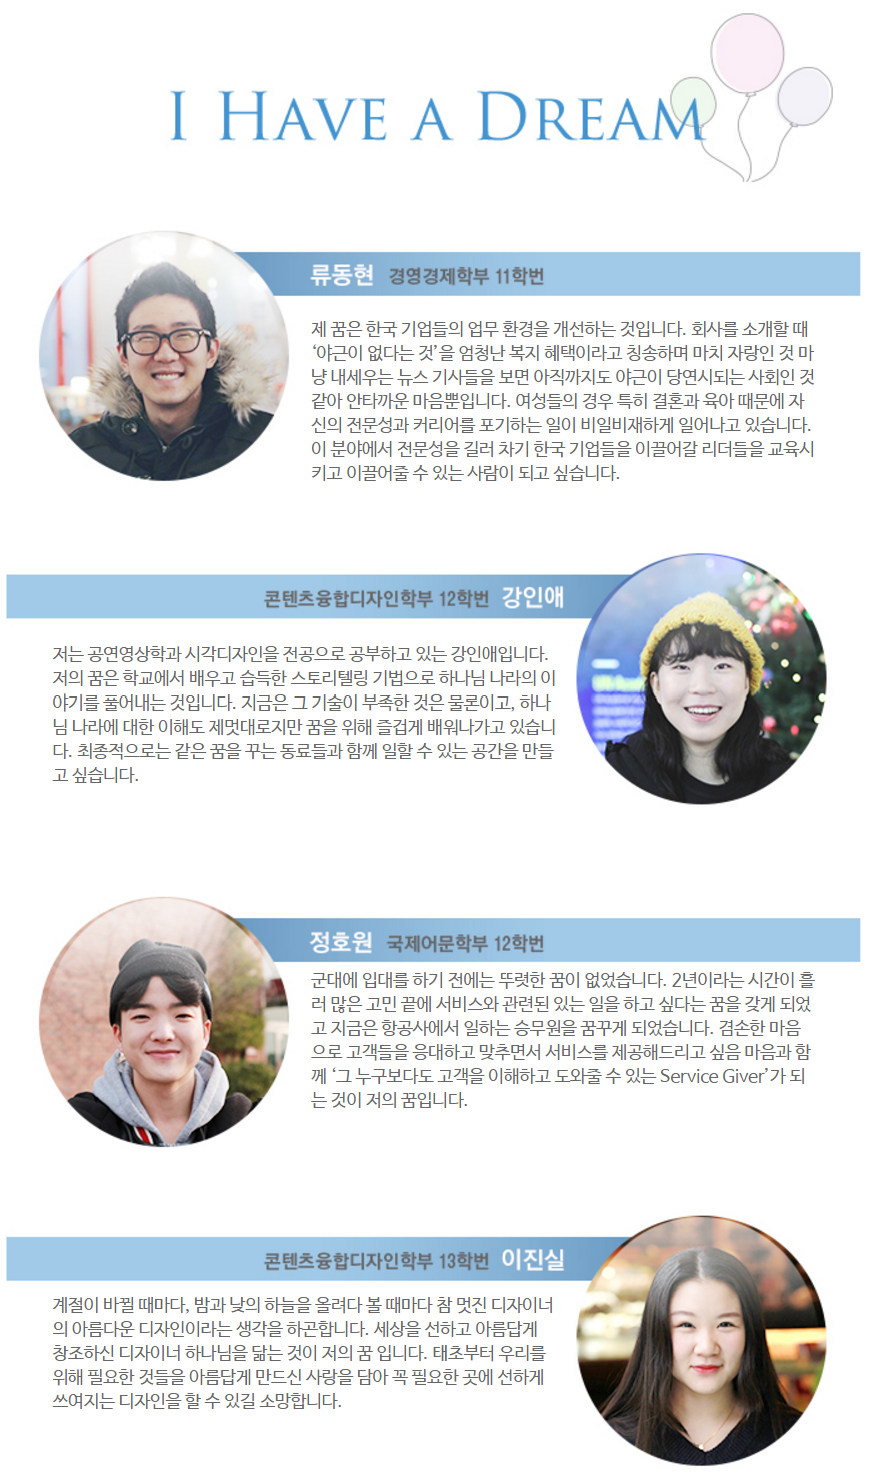 I HAVE A DREAM
류동현 경영경제학부 11학번
제 꿈은 한국 기업들의 업무 환경을 개선하는 것입니다. 회사를 소개할 때
‘야근이 없다는 것’을 엄청난 복지 혜택이라고 칭송하며 마치 자랑인 것 마
냥 내세우는 뉴스 기사들을 보면 아직까지도 야근이 당연시되는 사회인 것
같아 안타까운 마음뿐입니다. 여성들의 경우 특히 결혼과 육아 때문에 자
신의 전문성과 커리어를 포기하는 일이 비일비재하게 일어나고 있습니다.
이 분야에서 전문성을 길러 차기 한국 기업들을 이끌어갈 리더들을 교육시
키고 이끌어줄 수 있는 사람이 되고 싶습니다.
콘텐츠융합디자인학부 12학번 강인애
저는 공연영상학과 시각디자인을 전공으로 공부하고 있는 강인애입니다.
저의 꿈은 학교에서 배우고 습득한 스토리텔링 기법으로 하나님 나라의 이
야기를 풀어내는 것입니다. 지금은 그 기술이 부족한 것은 물론이고, 하나
님 나라에 대한 이해도 제멋대로지만 꿈을 위해 즐겁게 배워나가고 있습니
다. 최종적으로는 같은 꿈을 꾸는 동료들과 함께 일할 수 있는 공간을 만들
고 싶습니다.
정호원 국제어문학부 12학번
군대에 입대를 하기 전에는 뚜렷한 꿈이 없었습니다. 2년이라는 시간이 흘
러 많은 고민 끝에 서비스와 관련된 있는 일을 하고 싶다는 꿈을 갖게 되었
고 지금은 항공사에서 일하는 승무원을 꿈꾸게 되었습니다. 겸손한 마음
으로 고객들을 응대하고 맞추면서 서비스를 제공해드리고 싶음 마음과 함
께 ‘그 누구보다도 고객을 이해하고 도와줄 수 있는 Service Giver’가 되
는 것이 저의 꿈입니다.
콘텐츠융합디자인학부 13학번 이진실
계절이 바뀔 때마다, 밤과 낮의 하늘을 올려다 볼 때마다 참 멋진 디자이너
의 아름다운 디자인이라는 생각을 하곤합니다. 세상을 선하고 아름답게
창조하신 디자이너 하나님을 닮는 것이 저의 꿈 입니다. 태초부터 우리를
위해 필요한 것들을 아름답게 만드신 사랑을 담아 꼭 필요한 곳에 선하게
쓰여지는 디자인을 할 수 있길 소망합니다.